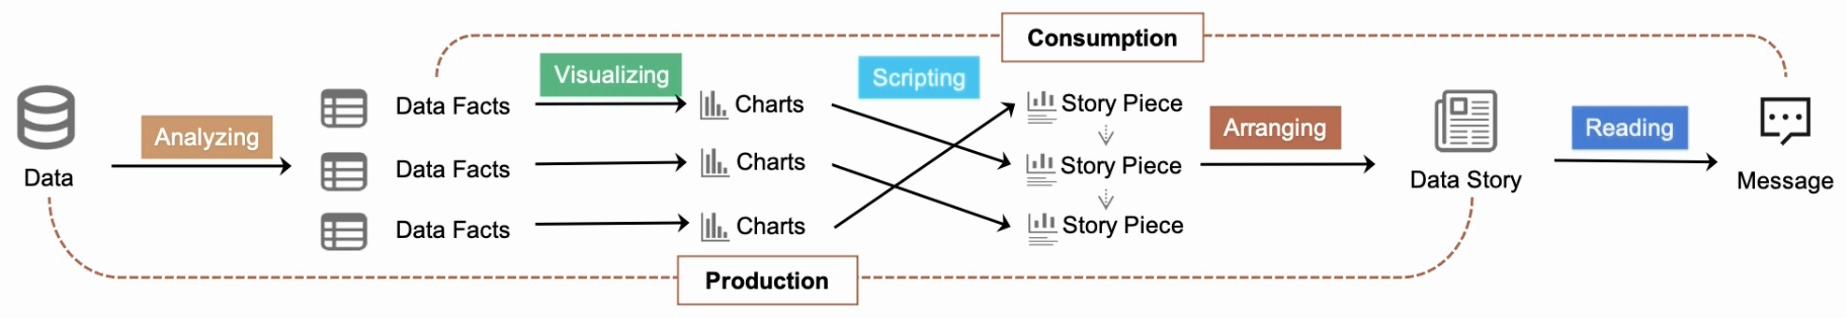 Consumption
Visualizing
Scripting
Data Facts
Charts
Story Piece
Analyzing
Arranging
Reading
Data
Data Facts
Charts
Story Piece
Data Story
Message
Data Facts
Charts
Story Piece
Production